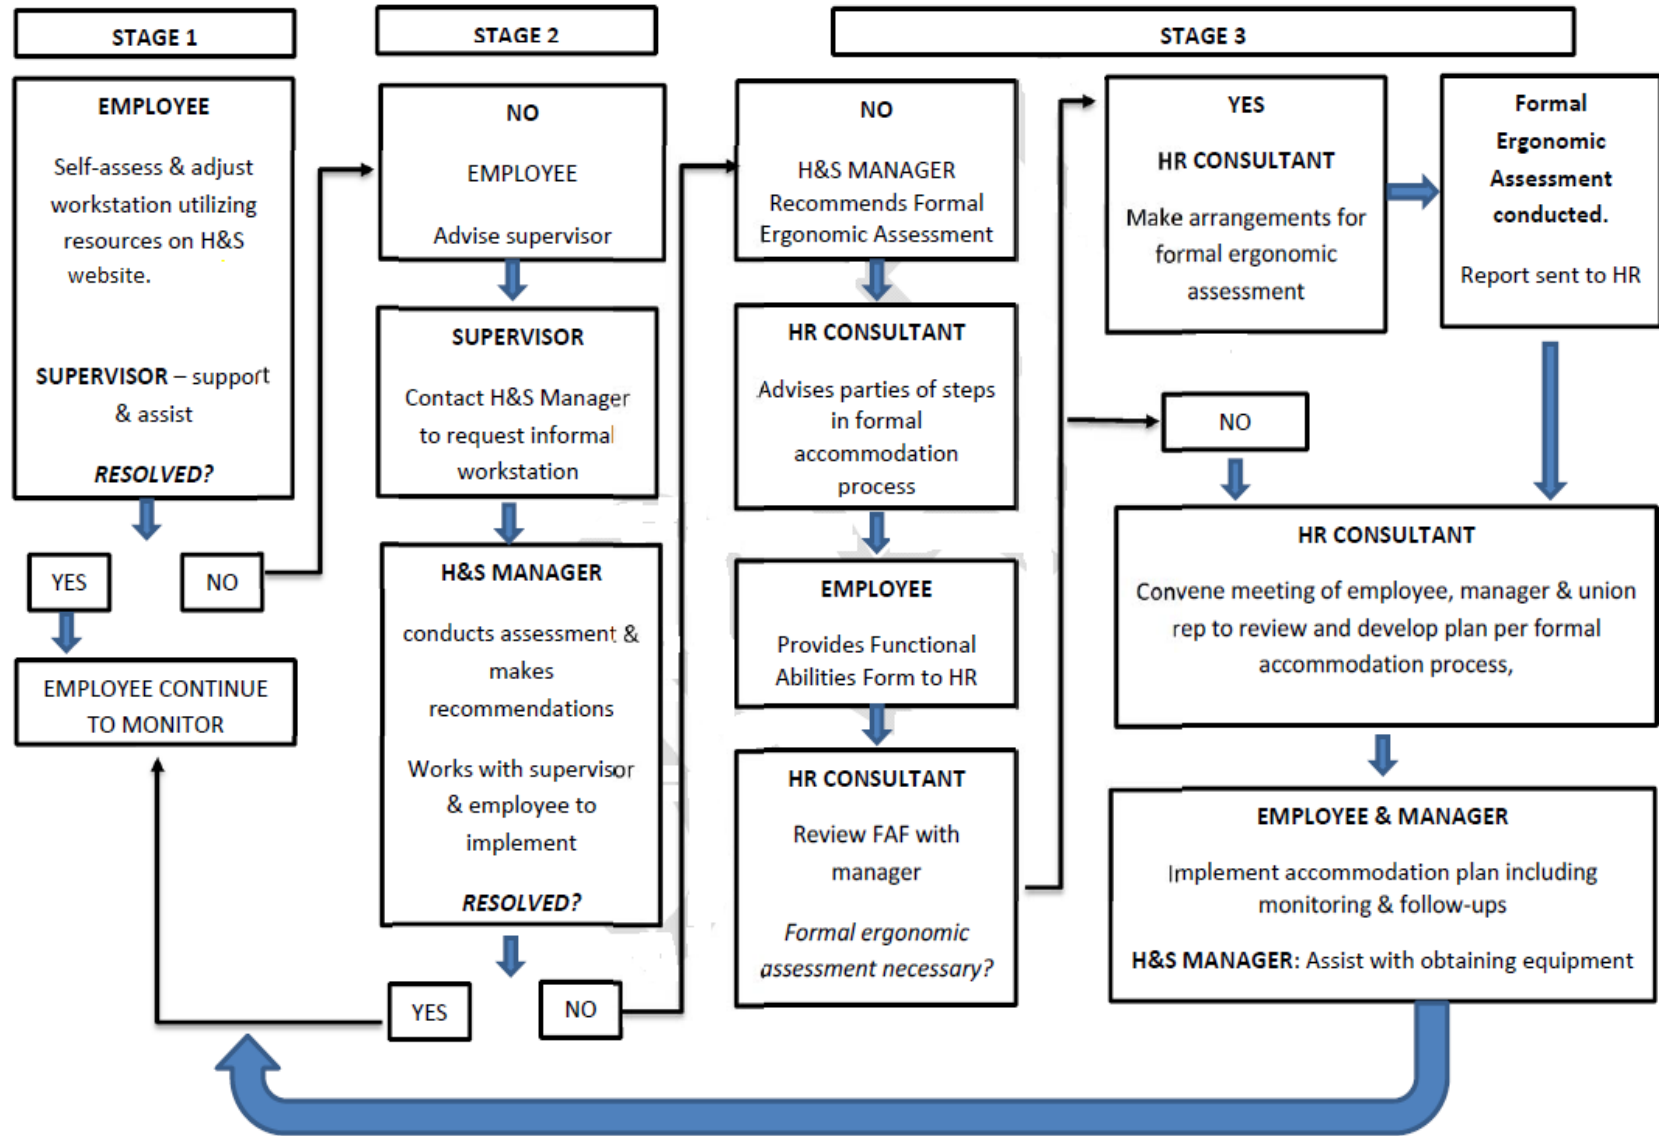 STAGE 1
EMPLOYEE
Self-assess & adjust
workstation utilizing
resources on H&S
website.
SUPERVISOR – support
& assist
RESOLVED?
YES
NO
EMPLOYEE CONTINUE
TO MONITOR
STAGE 2
NO
EMPLOYEE
Advise supervisor
SUPERVISOR
Contact H&S Manager
to request informal
workstation
H&S MANAGER
conducts assessment &
makes
recommendations
Works with supervisor
& employee to
implement
RESOLVED?
YES
NO
STAGE 3
NO
H&S MANAGER
Recommends Formal
Ergonomic Assessment
HR CONSULTANT
Advises parties of steps
in formal
accommodation
process
EMPLOYEE
Provides Functional
Abilities Form to HR
HR CONSULTANT
Review FAF with
manager
Formal ergonomic
assessment necessary?
YES
HR CONSULTANT
Make arrangements for
formal ergonomic
assessment
Formal
Ergonomic
Assessment
conducted.
Report sent to HR
NO
HR CONSULTANT
Convene meeting of employee, manager & union
rep to review and develop plan per formal
accommodation process,
EMPLOYEE & MANAGER
Implement accommodation plan including
monitoring & follow-ups
H&S MANAGER: Assist with obtaining equipment